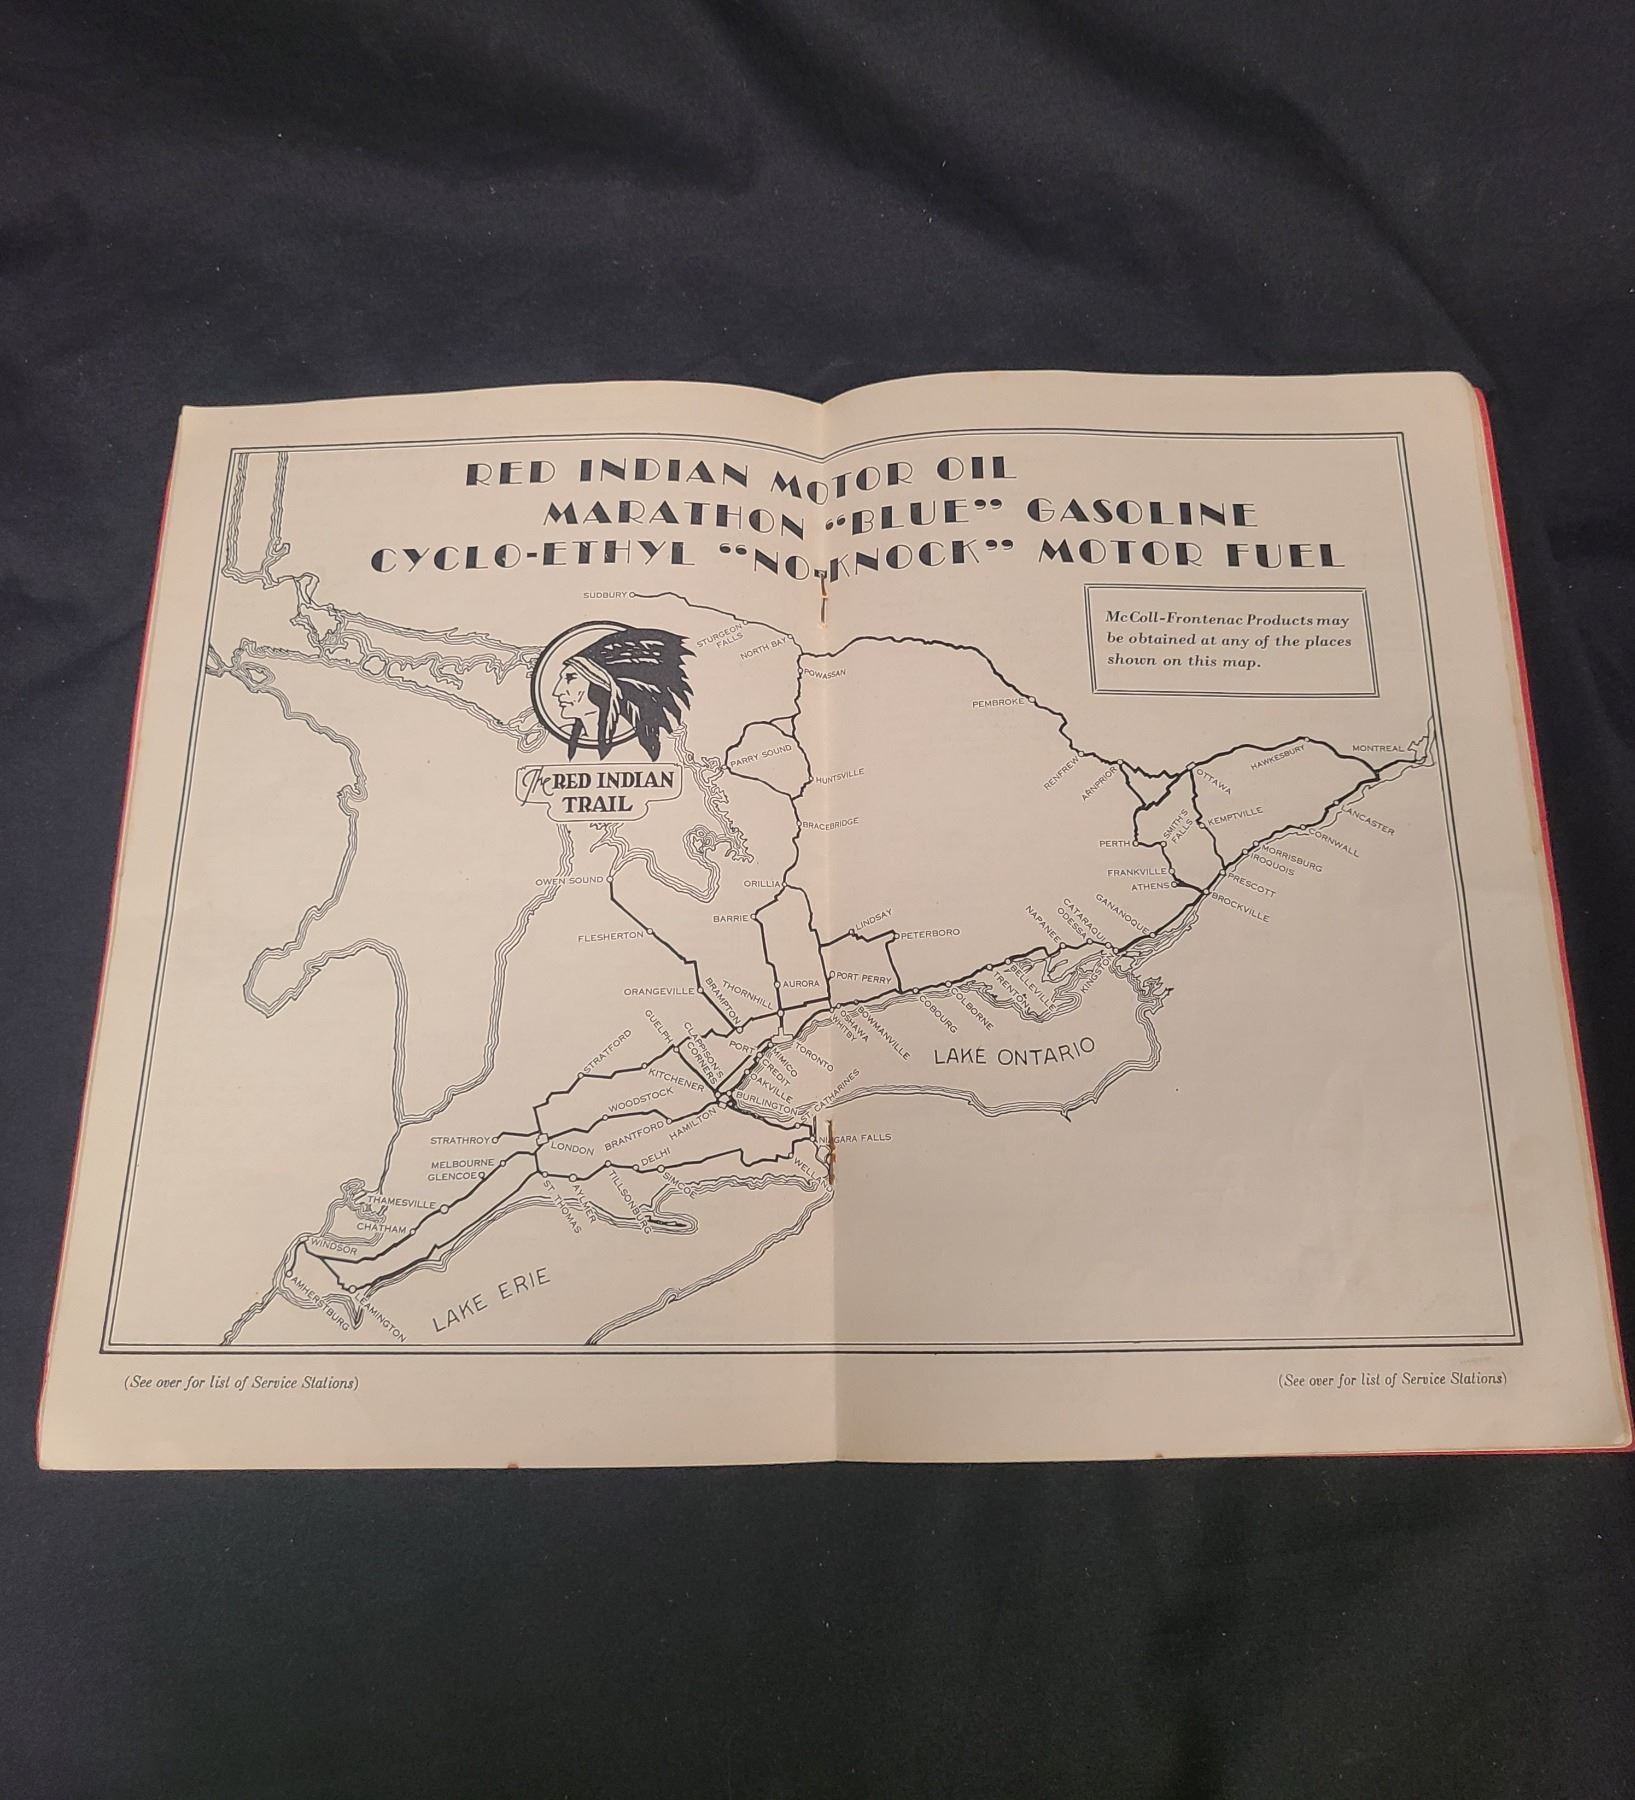 RED INDIAN MOTOR OIL
MARATHON “BLUE” GASOLINE
CYCLO-ETHYL “NO-KNOCK” MOTOR FUEL
McColl-Frontenac Products may
be obtained at any of the places
shown on this map.
The RED INDIAN
TRAIL
SUDBURY
STURGEON
FALLS
NORTH BAY
POWASSAN
PEMBROKE
PARRY SOUND
HUNTSVILLE
RENFREW
ARNPRIOR
OTTAWA
HAWKESBURY
MONTREAL
BRACEBRIDGE
SMITH'S
FALLS
KEMPTVILLE
LANCASTER
CORNWALL
PERTH
MORRISBURG
IROQUOIS
OWEN SOUND
ORILLIA
FRANKVILLE
ATHENS
PRESCOTT
BROCKVILLE
BARRIE
LINDSAY
PETERBORO
NAPANEE
ODESSA
CATARAQUI
GANANOQUE
FLESHERTON
ORANGEVILLE
BRAMPTON
THORNHILL
AURORA
PORT PERRY
TRENTON
BELLEVILLE
KINGSTON
COBOURG
COLBORNE
GUELPH
CLAPPISON'S
CORNERS
PORT
CREDIT
MIMICO
TORONTO
WHITBY
OSHAWA
BOWMANVILLE
LAKE ONTARIO
STRATFORD
KITCHENER
OAKVILLE
BURLINGTON
ST. CATHARINES
WOODSTOCK
BRANTFORD
HAMILTON
STRATHROY
LONDON
NIAGARA FALLS
MELBOURNE
GLENCOE
DELHI
SIMCOE
WELLAND
THAMESVILLE
ST. THOMAS
AYLMER
TILLSONBURG
CHATHAM
WINDSOR
AMHERSTBURG
LEAMINGTON
LAKE ERIE
(See over for list of Service Stations)
(See over for list of Service Stations)